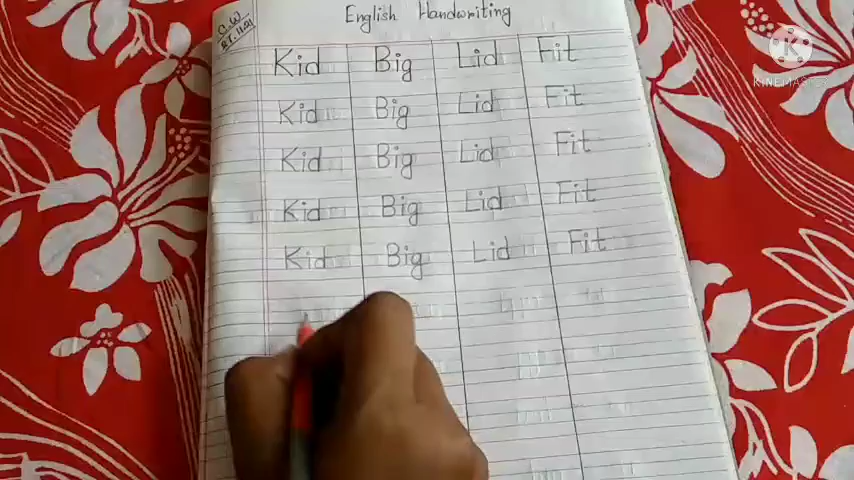 C.W
English Handwriting
Kid Big Lid Fit
Kid Big Lid Fit
Kid Big Lid Fit
Kid Big Lid Fit
Kid Big Lid Fit
K
KINEMASTER